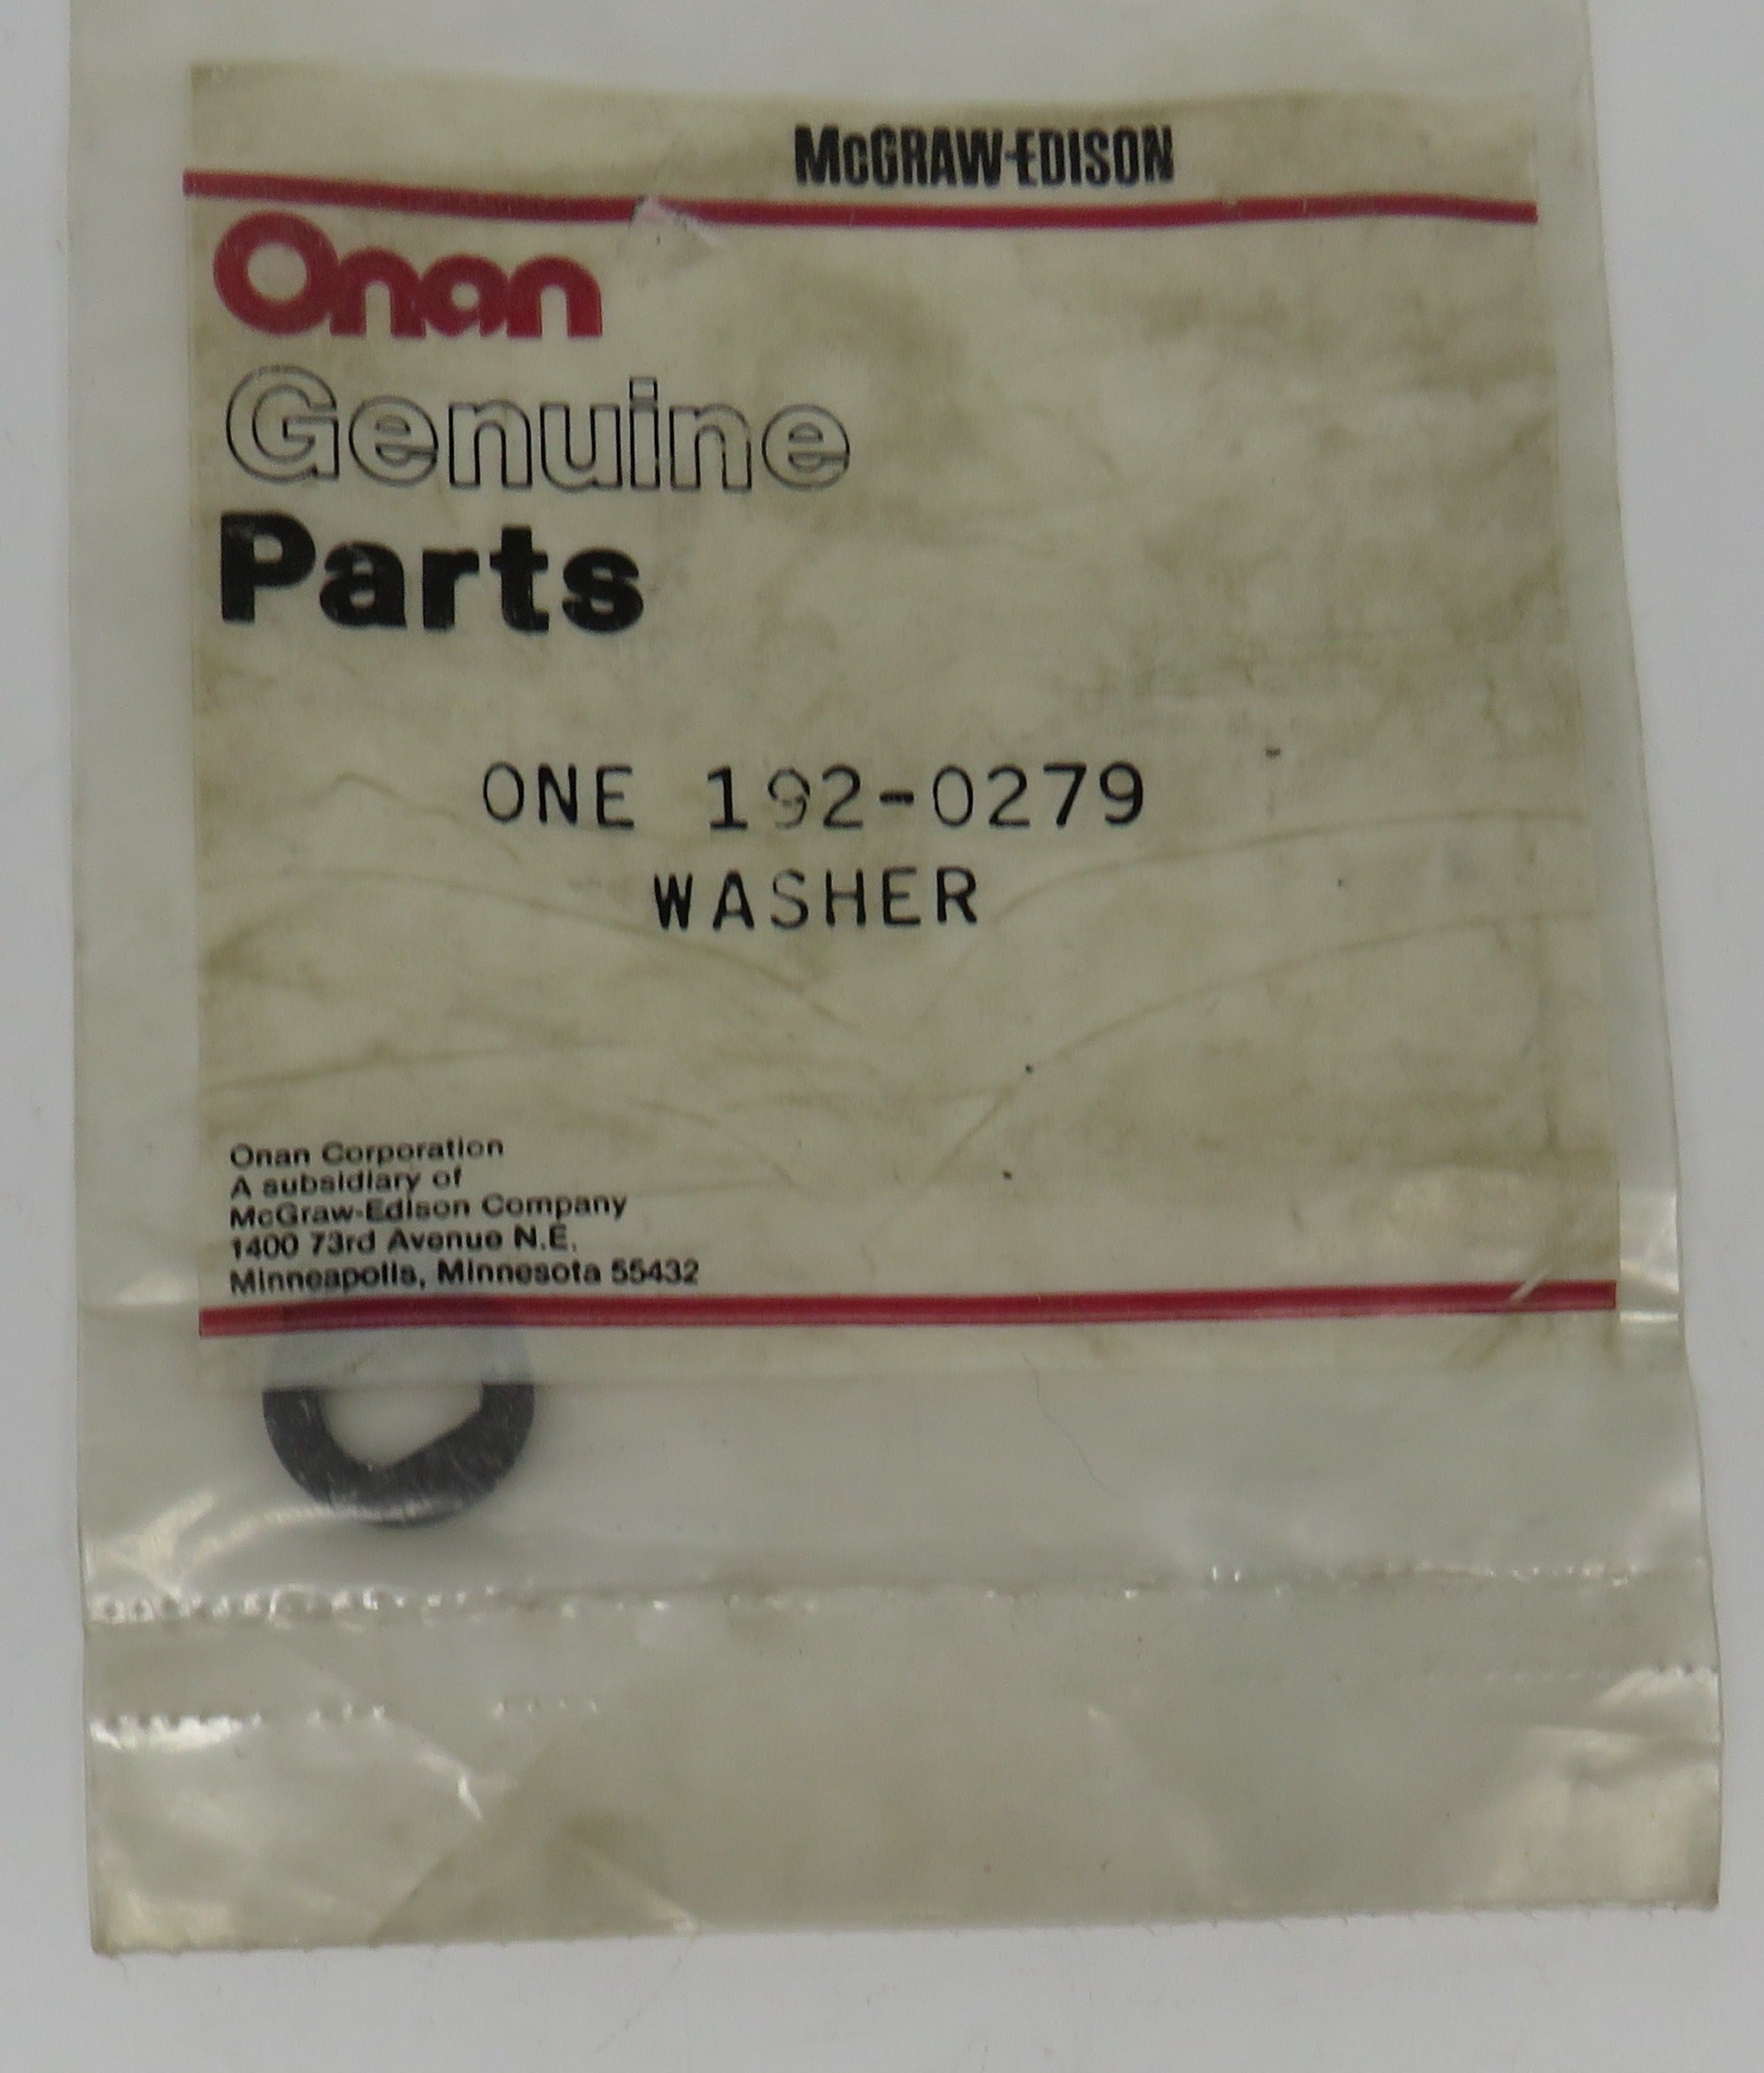 McGRAW-EDISON
Onan
Genuine
Parts
ONE 192-0279
WASHER
Onan Corporation
A subsidiary of
McGraw-Edison Company
1400 73rd Avenue N.E.
Minneapolis, Minnesota 55432